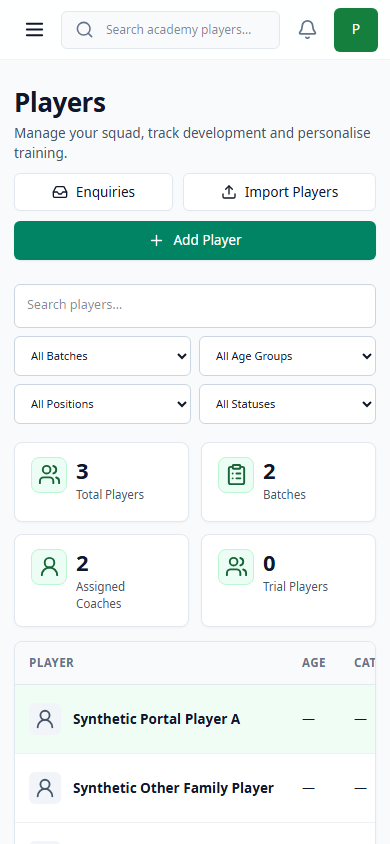 Search academy players...
P
Players
Manage your squad, track development and personalise
training.
Enquiries
Import Players
Add Player
Search players...
All Batches
All Age Groups
All Positions
All Statuses
3
Total Players
2
Batches
2
Assigned
Coaches
0
Trial Players
PLAYER AGE CAT
Synthetic Portal Player A — —
Synthetic Other Family Player — —